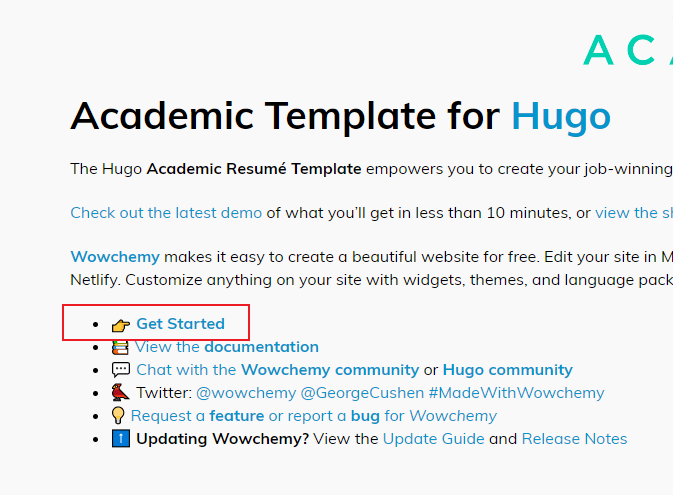 AC
Academic Template for Hugo
The Hugo Academic Resumé Template empowers you to create your job-winning
Check out the latest demo of what you’ll get in less than 10 minutes, or view the
Wowchemy makes it easy to create a beautiful website for free. Edit your site in
Netlify. Customize anything on your site with widgets, themes, and language
Get Started
View the documentation
Chat with the Wowchemy community or Hugo community
Twitter: @wowchemy @GeorgeCushen #MadeWithWowchemy
Request a feature or report a bug for Wowchemy
Updating Wowchemy? View the Update Guide and Release Notes